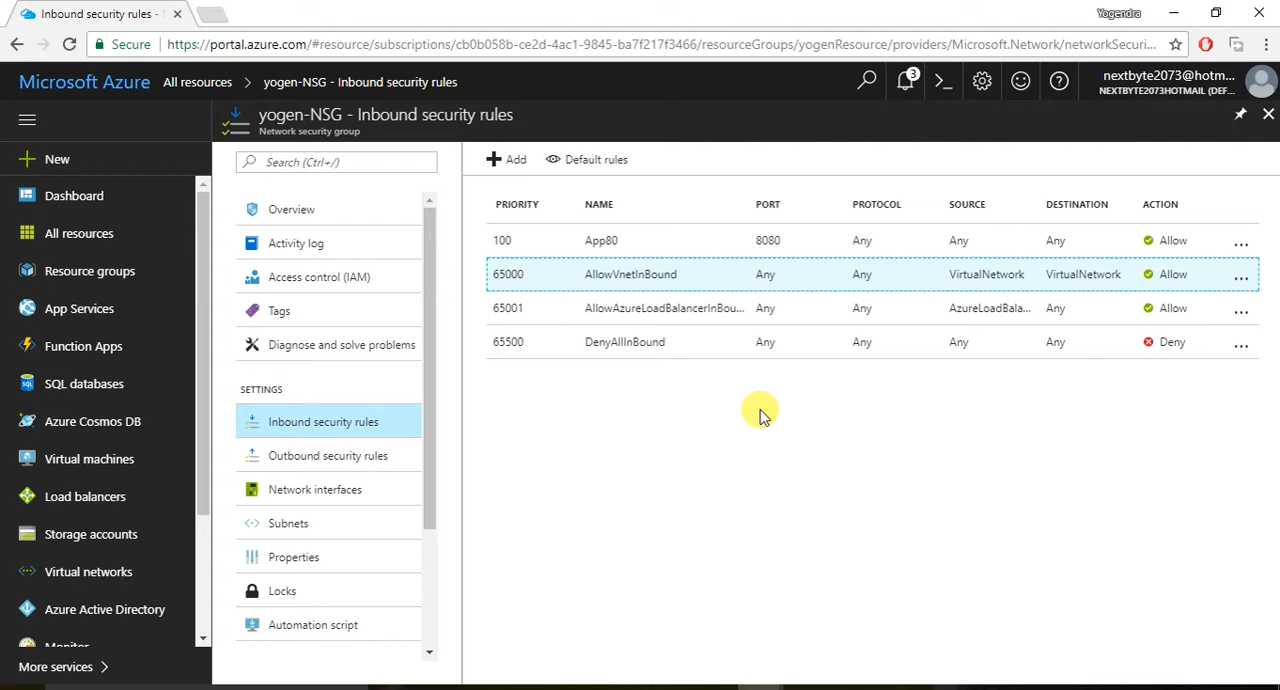 Inbound security rules -
Yogendra
Secure
https://portal.azure.com/#resource/subscriptions/cb0b058b-ce2d-4ac1-9845-ba7f217f3466/resourceGroups/yogenResource/providers/Microsoft.Network/networkSecuri...
Microsoft Azure
All resources
yogen-NSG - Inbound security rules
3
nextbyte2073@hotm...
NEXTBYTE2073HOTMAIL (DEF...
yogen-NSG - Inbound security rules
Network security group
New
Dashboard
All resources
Resource groups
App Services
Function Apps
SQL databases
Azure Cosmos DB
Virtual machines
Load balancers
Storage accounts
Virtual networks
Azure Active Directory
Monitor
More services
Search (Ctrl+/)
Overview
Activity log
Access control (IAM)
Tags
Diagnose and solve problems
SETTINGS
Inbound security rules
Outbound security rules
Network interfaces
Subnets
Properties
Locks
Automation script
Add Default rules
PRIORITY NAME PORT PROTOCOL SOURCE DESTINATION ACTION
100 App80 8080 Any Any Any Allow ...
65000 AllowVnetInBound Any Any VirtualNetwork VirtualNetwork Allow ...
65001 AllowAzureLoadBalancerInBou... Any Any AzureLoadBala... Any Allow ...
65500 DenyAllInBound Any Any Any Any Deny ...